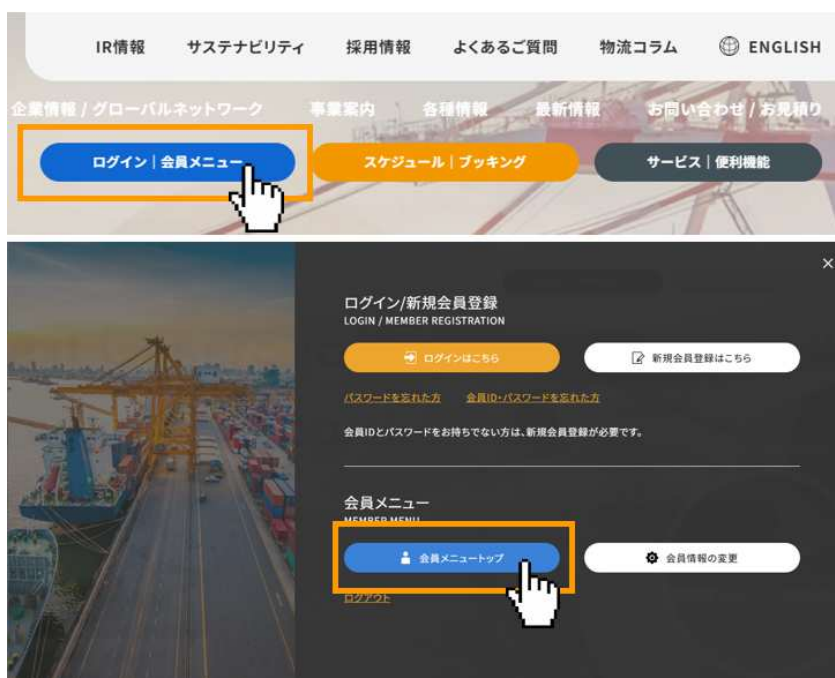 IR情報 サステナビリティ 採用情報 よくあるご質問 物流コラム ENGLISH
企業情報 / グローバルネットワーク 事業案内 各種情報 最新情報 お問い合わせ / お見積り
ログイン | 会員メニュー スケジュール | ブッキング サービス | 便利機能
ログイン/新規会員登録
LOGIN / MEMBER REGISTRATION
ログインはこちら 新規会員登録はこちら
パスワードを忘れた方 会員ID・パスワードを忘れた方
会員IDとパスワードをお持ちでない方は、新規会員登録が必要です。
会員メニュー
MEMBER MENU
会員メニュートップ 会員情報の変更
ログアウト